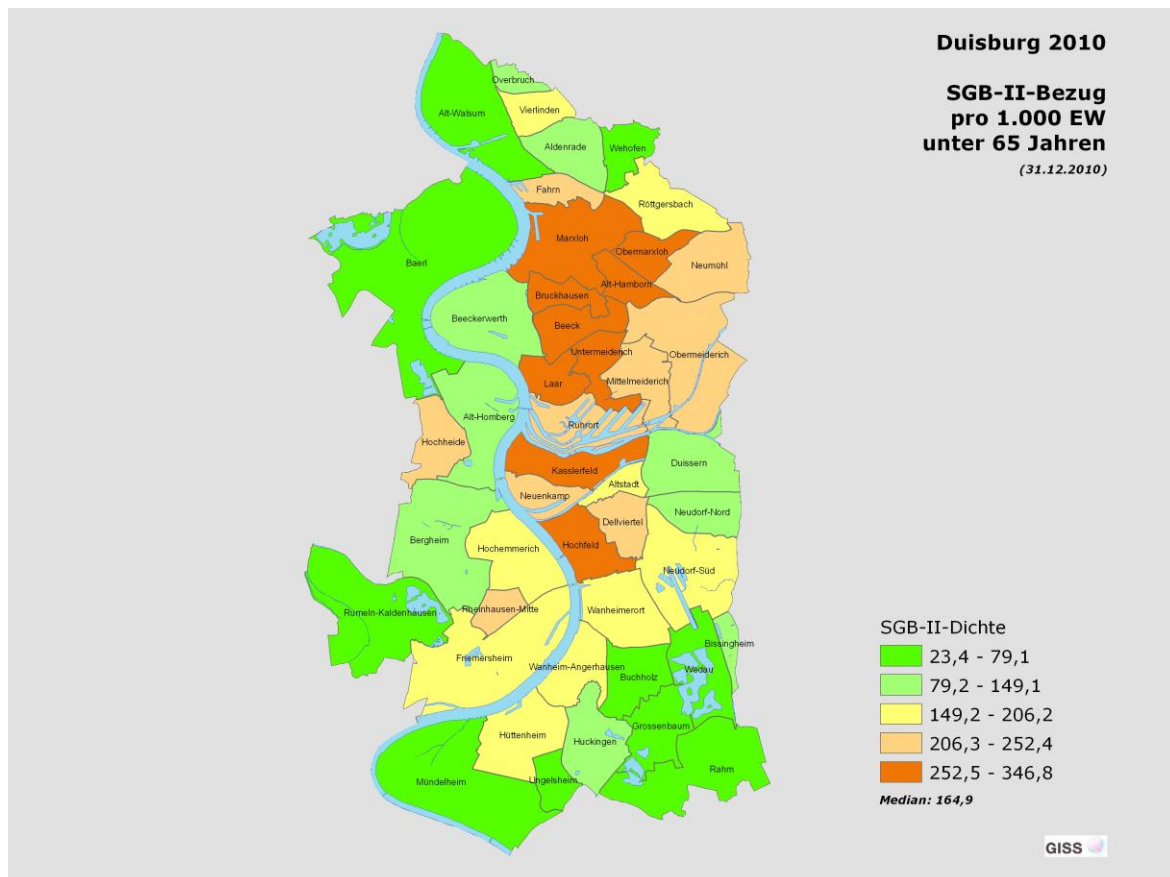 Duisburg 2010
SGB-II-Bezug
pro 1.000 EW
unter 65 Jahren
(31.12.2010)
Overbruch
Alt-Walsum
Vierlinden
Aldenrade
Wehofen
Fahrn
Röttgersbach
Marxloh
Obermarxloh
Neumühl
Baerl
Alt-Hamborn
Bruckhausen
Beeckerwerth
Beeck
Untermeiderich
Obermeiderich
Laar
Mittelmeiderich
Alt-Homberg
Ruhrort
Hochheide
Kasslerfeld
Duissern
Altstadt
Neuenkamp
Neudorf-Nord
Dellviertel
Bergheim
Hochemmerich
Hochfeld
Neudorf-Süd
Rheinhausen-Mitte
Wanheimerort
Rumeln-Kaldenhausen
Bissingheim
Friemersheim
Wanheim-Angerhausen
Wedau
Buchholz
Grossenbaum
Hüttenheim
Huckingen
Rahm
Mündelheim
Ungelsheim
SGB-II-Dichte
23,4 - 79,1
79,2 - 149,1
149,2 - 206,2
206,3 - 252,4
252,5 - 346,8
Median: 164,9
GISS